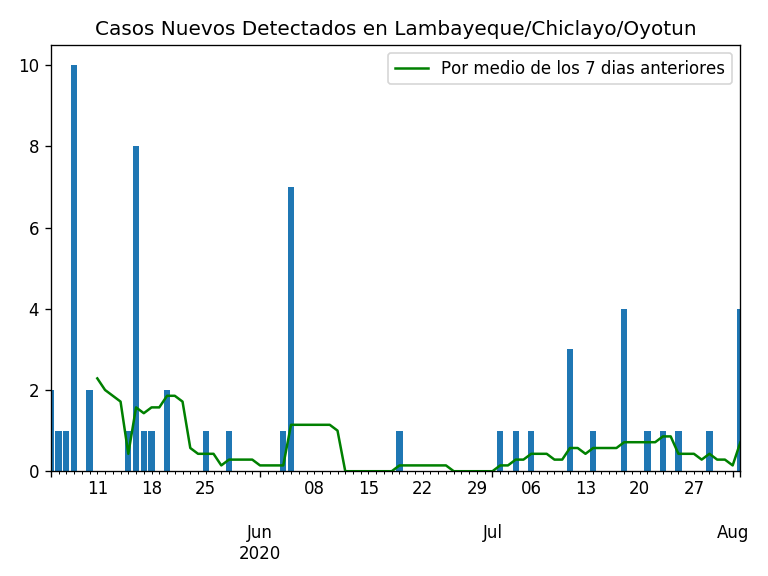 Casos Nuevos Detectados en Lambayeque/Chiclayo/Oyotun
Por medio de los 7 dias anteriores
10
8
6
4
2
0
11 18 25 08 15 22 29 06 13 20 27
Jun Jul Aug
2020